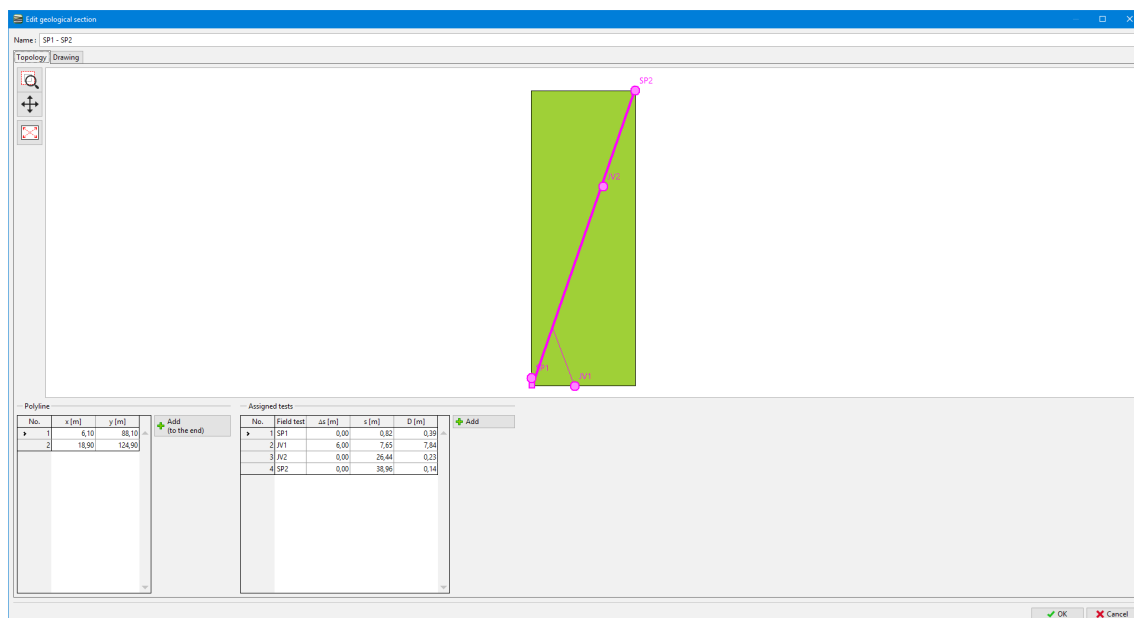 Edit geological section
Name : SP1 - SP2
Topology Drawing
SP2
JV2
SP1
JV1
Polyline
No. x [m] y [m]
1 6,10 88,10
2 18,90 124,90
Add
(to the end)
Assigned tests
No. Field test Δs [m] s [m] D [m]
1 SP1 0,00 0,82 0,39
2 JV1 6,00 7,65 7,84
3 JV2 0,00 26,44 0,23
4 SP2 0,00 38,96 0,14
Add
OK Cancel